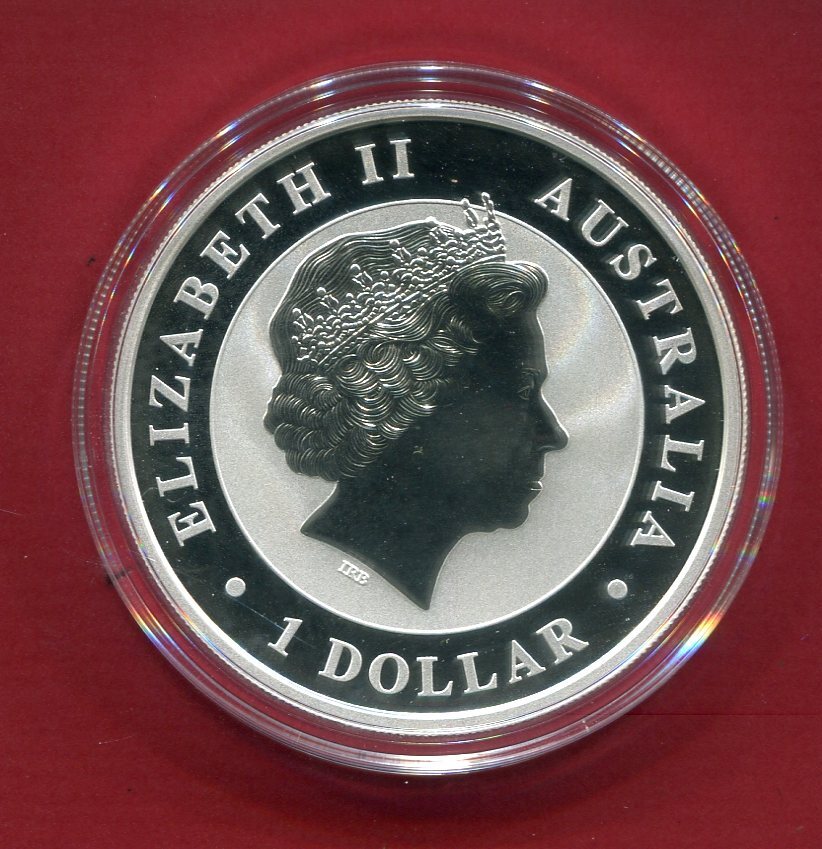 ELIZABETH II AUSTRALIA
IRB
• 1 DOLLAR •